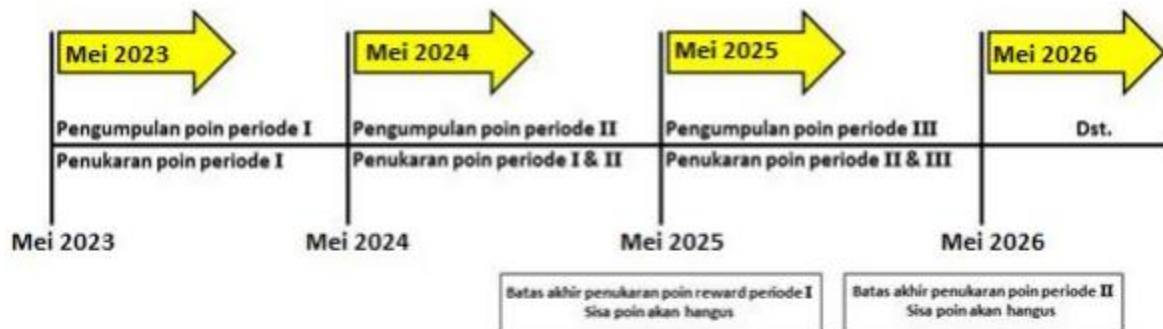 Mei 2023
Mei 2024
Mei 2025
Mei 2026
Pengumpulan poin periode I
Pengumpulan poin periode II
Pengumpulan poin periode III
Dst.
Penukaran poin periode I
Penukaran poin periode I & II
Penukaran poin periode II & III
Mei 2023
Mei 2024
Mei 2025
Mei 2026
Batas akhir penukaran poin reward periode I
Sisa poin akan hangus
Batas akhir penukaran poin periode II
Sisa poin akan hangus